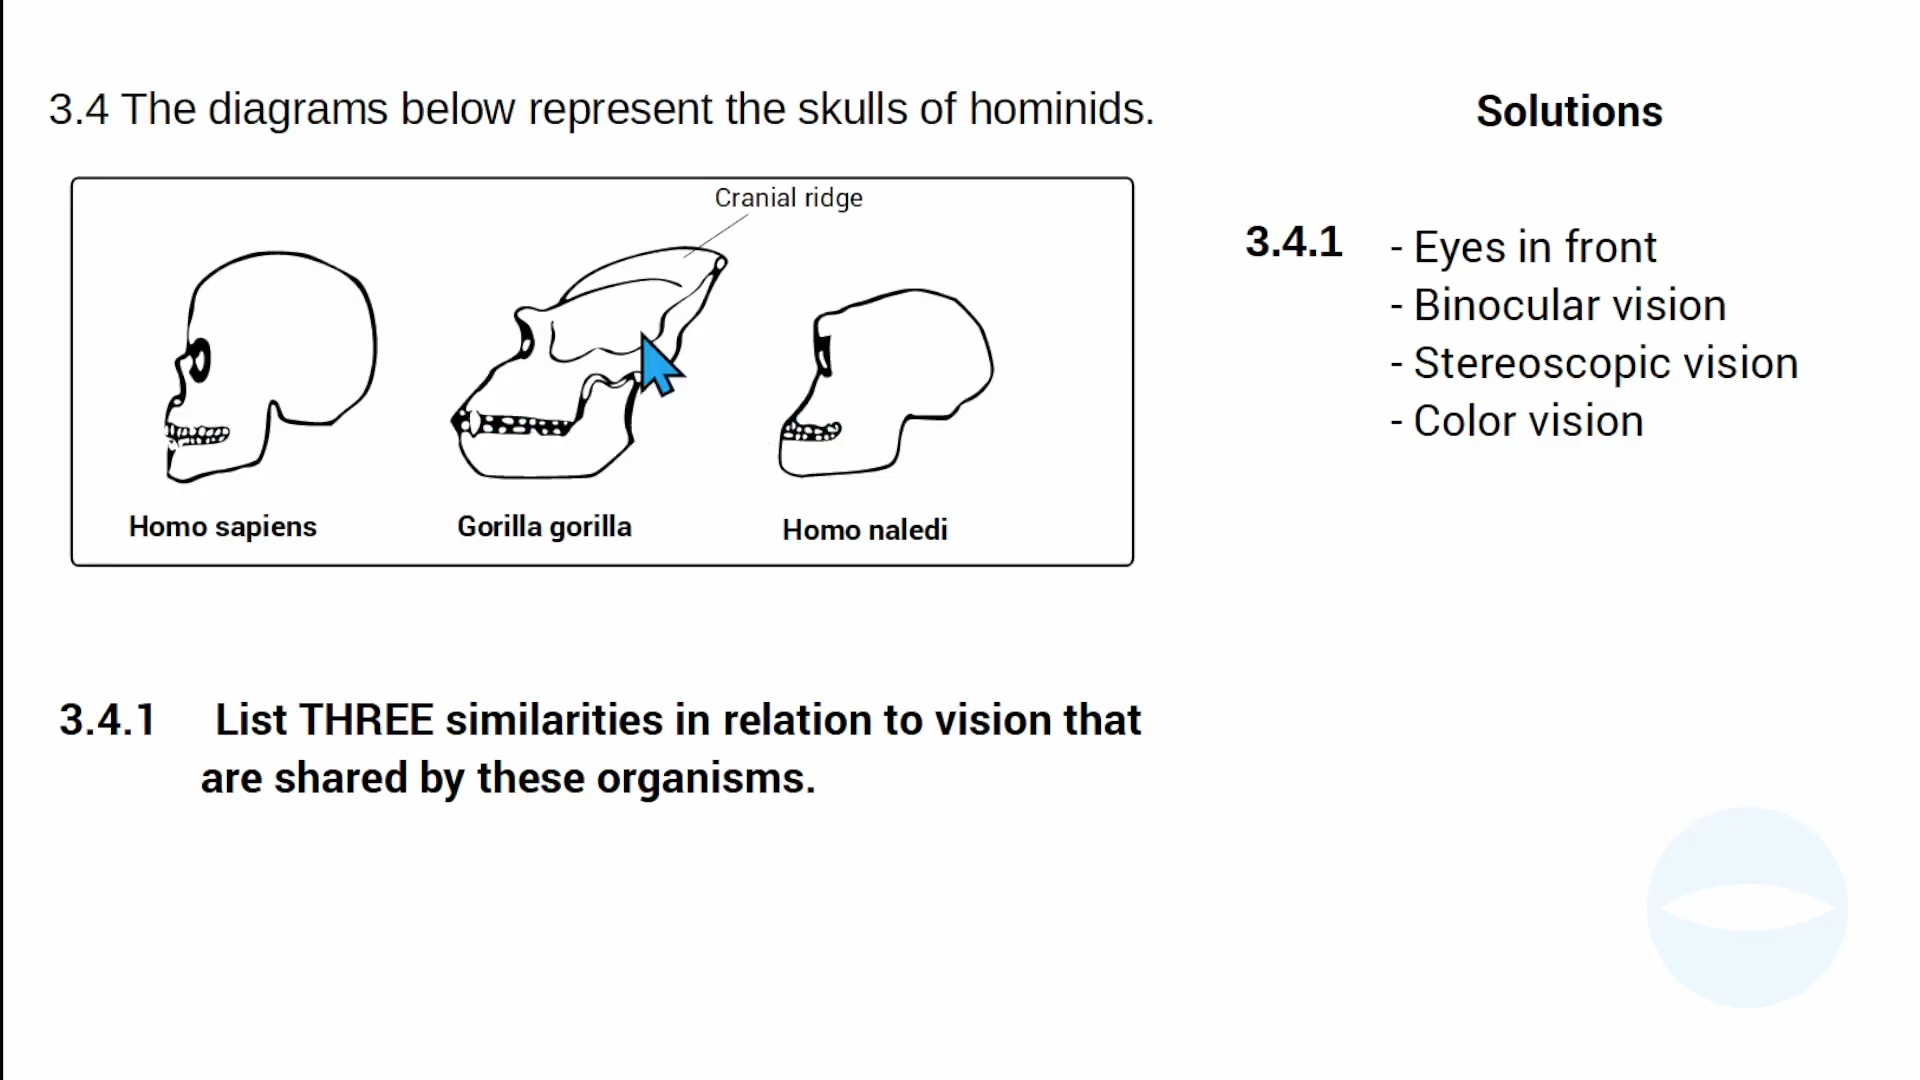 3.4 The diagrams below represent the skulls of hominids.
Cranial ridge
Homo sapiens
Gorilla gorilla
Homo naledi
3.4.1 List THREE similarities in relation to vision that
are shared by these organisms.
Solutions
3.4.1 - Eyes in front
- Binocular vision
- Stereoscopic vision
- Color vision